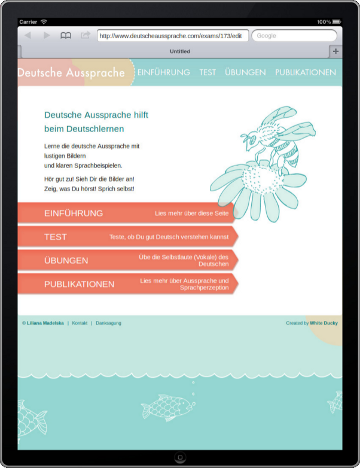 Carrier 100%
http://www.deutscheaussprache.com/exams/173/edit Google
Untitled
Deutsche Aussprache EINFÜHRUNG TEST ÜBUNGEN PUBLIKATIONEN
Deutsche Aussprache hilft
beim Deutschlernen
Lerne die deutsche Aussprache mit
lustigen Bildern
und klaren Sprachbeispielen.
Hör gut zu! Sieh Dir die Bilder an!
Zeig, was Du hörst! Sprich selbst!
EINFÜHRUNG Lies mehr über diese Seite
TEST Teste, ob Du gut Deutsch verstehen kannst
ÜBUNGEN Übe die Selbstlaute (Vokale) des
Deutschen
PUBLIKATIONEN Lies mehr über Aussprache und
Sprachperzeption
© Liliana Madelska | Kontakt | Danksagung Created by White Ducky